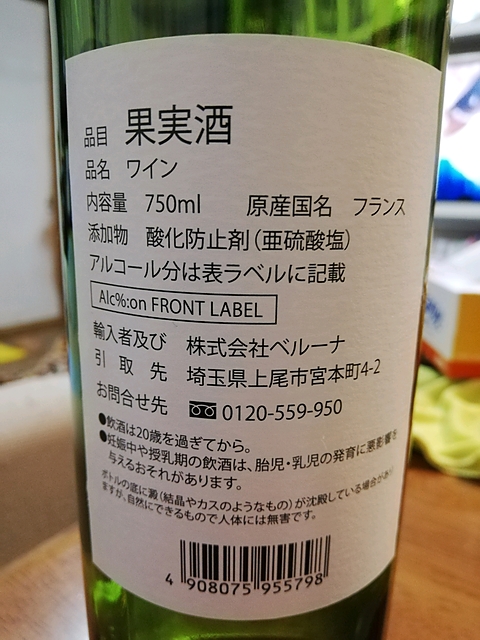 品目 果実酒
品名 ワイン
内容量 750ml 原産国名 フランス
添加物 酸化防止剤(亜硫酸塩)
アルコール分は表ラベルに記載
Alc%:on FRONT LABEL
輸入者及び 株式会社ベルーナ
引取先 埼玉県上尾市宮本町4-2
お問合せ先 0120-559-950
●飲酒は20歳を過ぎてから。
●妊娠中や授乳期の飲酒は、胎児・乳児の発育に悪影響を
与えるおそれがあります。
ボトルの底に澱(結晶やカスのようなもの)が沈殿している場合があり
ますが、自然にできるもので人体には無害です。
4 908075 955798